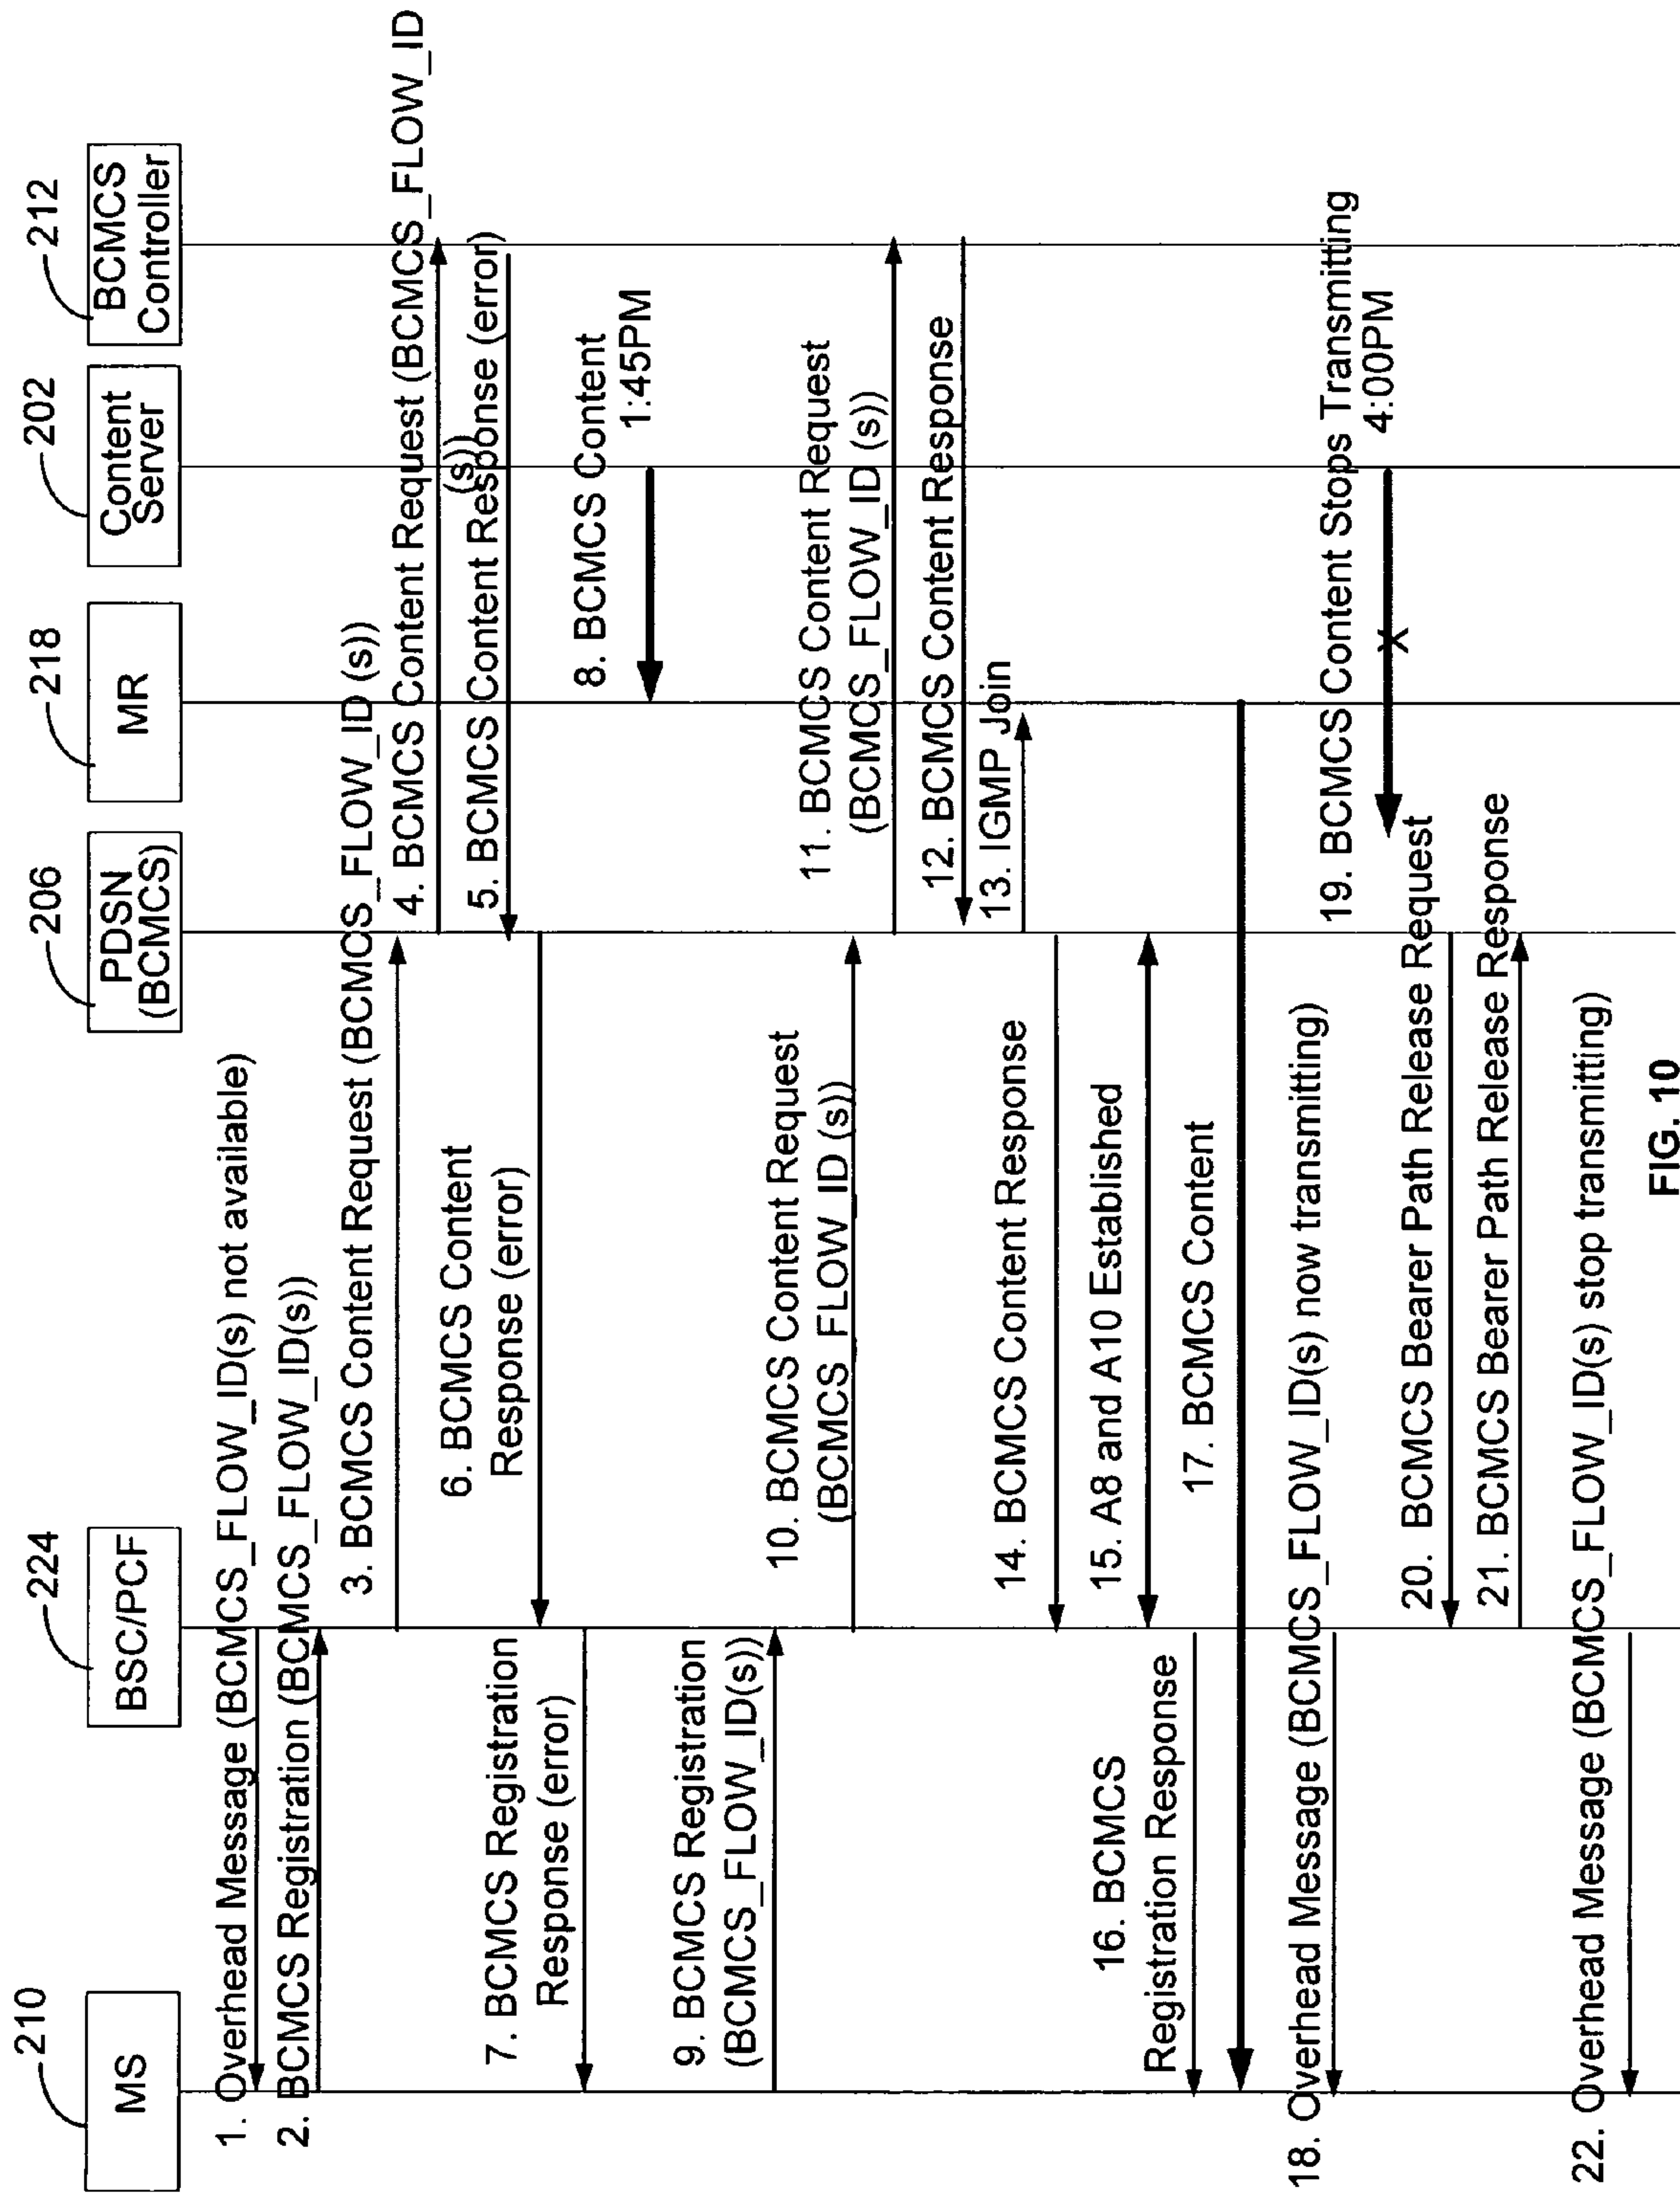 210
224
206
218
202
212
MS
BSC/PCF
PDSN
(BCMCS)
MR
Content
Server
BCMCS
Controller
1. Overhead Message (BCMCS_FLOW_ID(s) not available)
2. BCMCS Registration (BCMCS_FLOW_ID(s))
3. BCMCS Content Request (BCMCS_FLOW_ID (s))
4. BCMCS Content Request (BCMCS_FLOW_ID
(s))
5. BCMCS Content Response (error)
6. BCMCS Content
Response (error)
7. BCMCS Registration
Response (error)
8. BCMCS Content
1:45PM
9. BCMCS Registration
(BCMCS_FLOW_ID(s))
10. BCMCS Content Request
(BCMCS_FLOW_ID (s))
11. BCMCS Content Request
(BCMCS_FLOW_ID (s))
12. BCMCS Content Response
13. IGMP Join
14. BCMCS Content Response
15. A8 and A10 Established
16. BCMCS
Registration Response
17. BCMCS Content
18. Overhead Message (BCMCS_FLOW_ID(s) now transmitting)
19. BCMCS Content Stops Transmitting
4:00PM
X
20. BCMCS Bearer Path Release Request
21. BCMCS Bearer Path Release Response
22. Overhead Message (BCMCS_FLOW_ID(s) stop transmitting)
FIG. 10